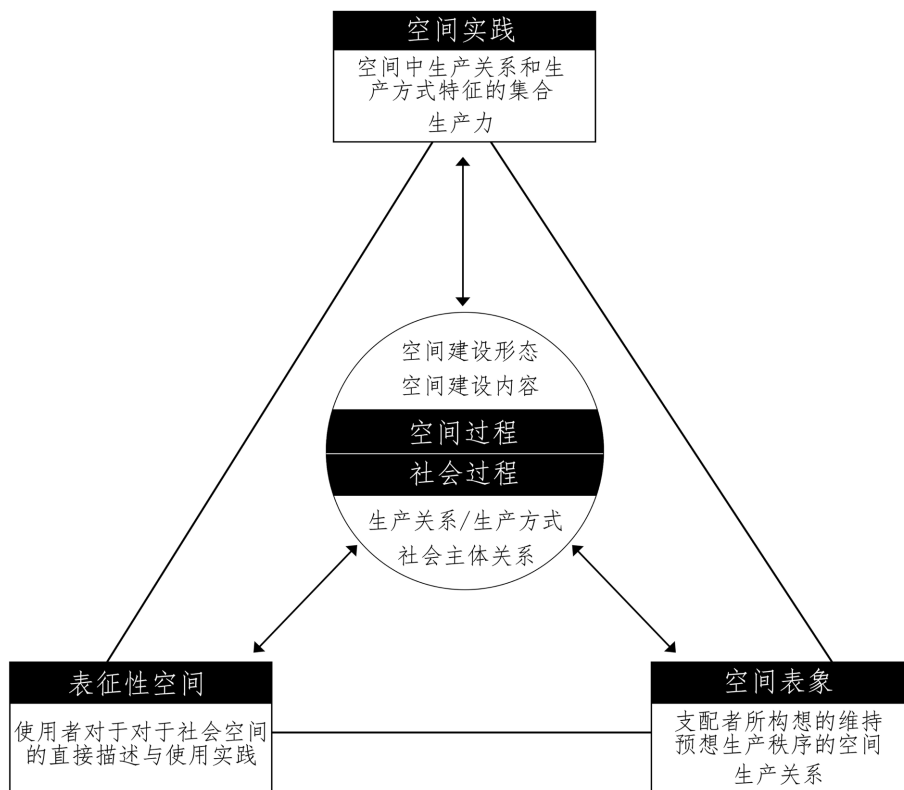 空间实践
空间中生产关系和生
产方式特征的集合
生产力
空间建设形态
空间建设内容
空间过程
社会过程
生产关系/生产方式
社会主体关系
表征性空间
使用者对于对于社会空间
的直接描述与使用实践
空间表象
支配者所构想的维持
预想生产秩序的空间
生产关系